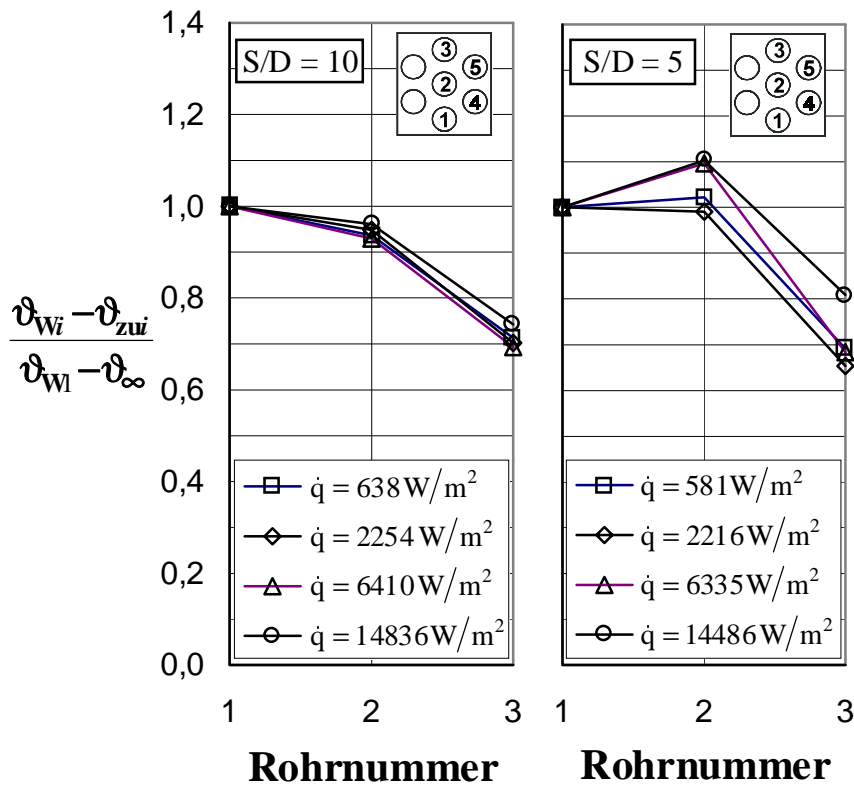 1,4
1,2
1,0
0,8
0,6
0,4
0,2
0,0
ϑWi − ϑzui
ϑW1 − ϑ∞
S/D = 10
3
5
2
4
1
q̇ = 638 W/m²
q̇ = 2254 W/m²
q̇ = 6410 W/m²
q̇ = 14836 W/m²
1 2 3
Rohrnummer
S/D = 5
3
5
2
4
1
q̇ = 581 W/m²
q̇ = 2216 W/m²
q̇ = 6335 W/m²
q̇ = 14486 W/m²
1 2 3
Rohrnummer